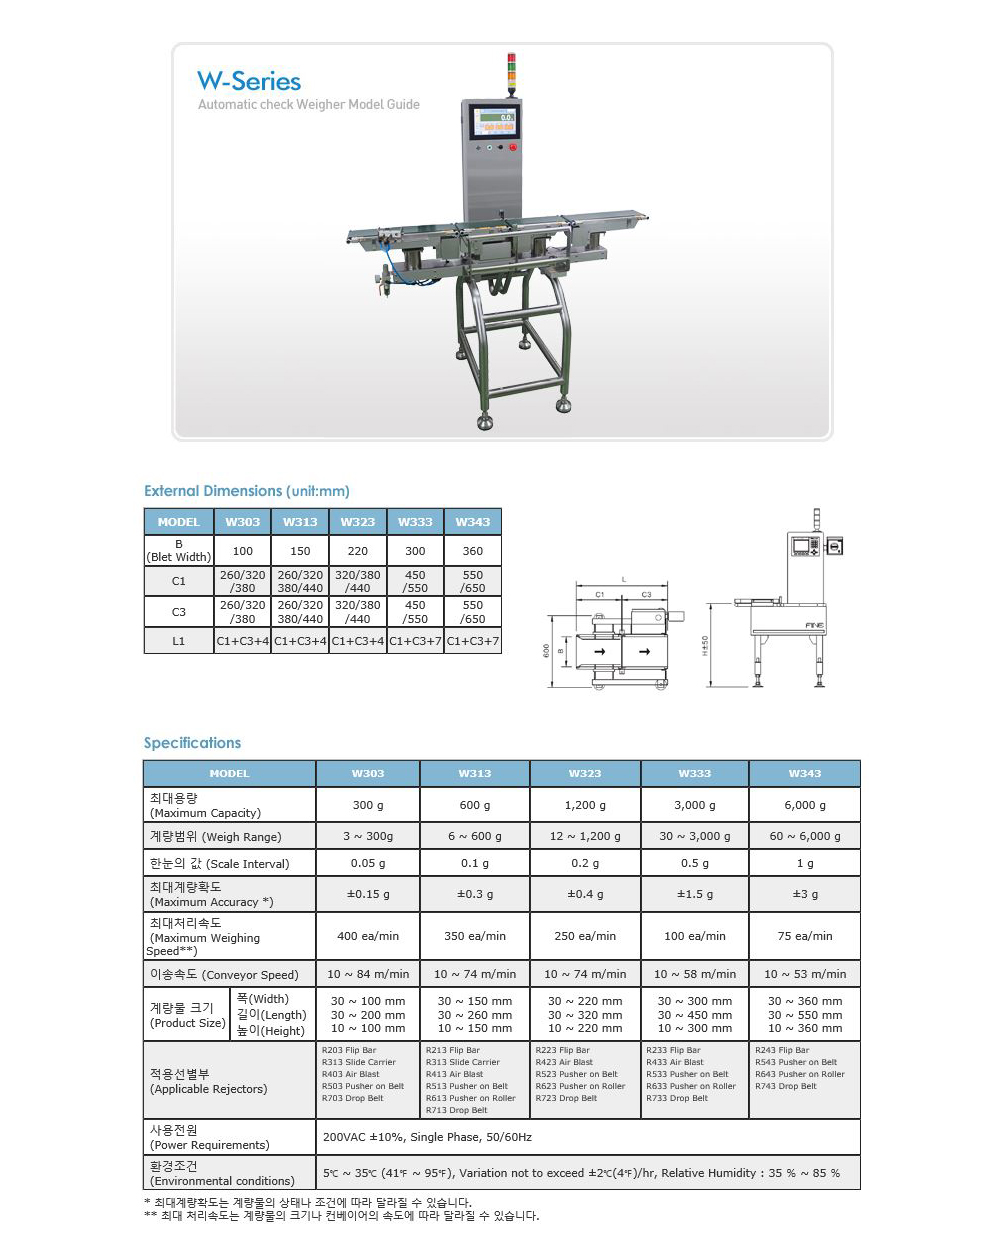 W-Series
Automatic check Weigher Model Guide
0.0
External Dimensions (unit:mm)
MODEL W303 W313 W323 W333 W343
B
(Blet Width) 100 150 220 300 360
C1 260/320 /380 260/320 380/440 320/380 /440 450 /550 550 /650
C3 260/320 /380 260/320 380/440 320/380 /440 450 /550 550 /650
L1 C1+C3+4 C1+C3+4 C1+C3+4 C1+C3+7 C1+C3+7
L
C1 C3
600
B
H±50
FINE
Specifications
MODEL W303 W313 W323 W333 W343
최대용량
(Maximum Capacity) 300 g 600 g 1,200 g 3,000 g 6,000 g
계량범위 (Weigh Range) 3 ~ 300g 6 ~ 600 g 12 ~ 1,200 g 30 ~ 3,000 g 60 ~ 6,000 g
한눈의 값 (Scale Interval) 0.05 g 0.1 g 0.2 g 0.5 g 1 g
최대계량확도
(Maximum Accuracy *) ±0.15 g ±0.3 g ±0.4 g ±1.5 g ±3 g
최대처리속도
(Maximum Weighing
Speed**) 400 ea/min 350 ea/min 250 ea/min 100 ea/min 75 ea/min
이송속도 (Conveyor Speed) 10 ~ 84 m/min 10 ~ 74 m/min 10 ~ 74 m/min 10 ~ 58 m/min 10 ~ 53 m/min
계량물 크기
(Product Size)
폭(Width) 30 ~ 100 mm 30 ~ 150 mm 30 ~ 220 mm 30 ~ 300 mm 30 ~ 360 mm
길이(Length) 30 ~ 200 mm 30 ~ 260 mm 30 ~ 320 mm 30 ~ 450 mm 30 ~ 550 mm
높이(Height) 10 ~ 100 mm 10 ~ 150 mm 10 ~ 220 mm 10 ~ 300 mm 10 ~ 360 mm
적용선별부
(Applicable Rejectors)
R203 Flip Bar R213 Flip Bar R223 Flip Bar R233 Flip Bar R243 Flip Bar
R313 Slide Carrier R313 Slide Carrier R423 Air Blast R433 Air Blast R543 Pusher on Belt
R403 Air Blast R413 Air Blast R523 Pusher on Belt R533 Pusher on Belt R643 Pusher on Roller
R503 Pusher on Belt R513 Pusher on Belt R623 Pusher on Roller R633 Pusher on Roller R743 Drop Belt
R703 Drop Belt R613 Pusher on Roller R723 Drop Belt R733 Drop Belt
R713 Drop Belt
사용전원
(Power Requirements) 200VAC ±10%, Single Phase, 50/60Hz
환경조건
(Environmental conditions) 5℃ ~ 35℃ (41℉ ~ 95℉), Variation not to exceed ±2℃(4℉)/hr, Relative Humidity : 35 % ~ 85 %
* 최대계량확도는 계량물의 상태나 조건에 따라 달라질 수 있습니다.
** 최대 처리속도는 계량물의 크기나 컨베이어의 속도에 따라 달라질 수 있습니다.